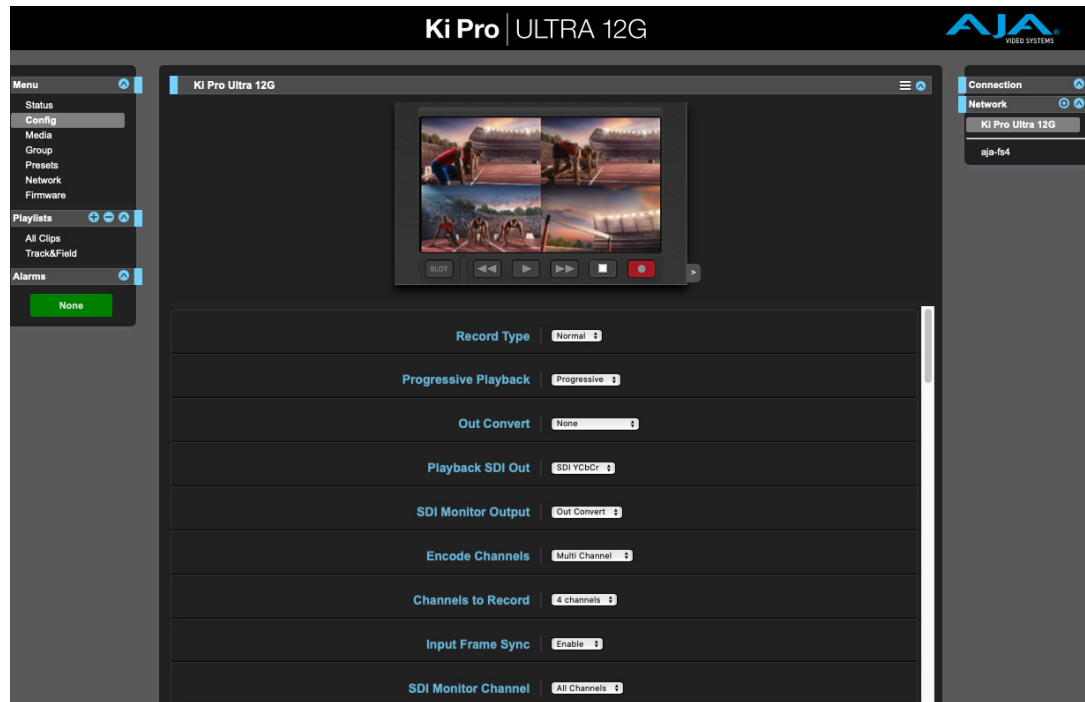 Ki Pro ULTRA 12G
AJA
VIDEO SYSTEMS
Menu
Status
Config
Media
Group
Presets
Network
Firmware
Playlists
All Clips
Track&Field
Alarms
None
Ki Pro Ultra 12G
SLOT
>
Record Type Normal
Progressive Playback Progressive
Out Convert None
Playback SDI Out SDI YCbCr
SDI Monitor Output Out Convert
Encode Channels Multi Channel
Channels to Record 4 channels
Input Frame Sync Enable
SDI Monitor Channel All Channels
Connection
Network
Ki Pro Ultra 12G
aja-fs4